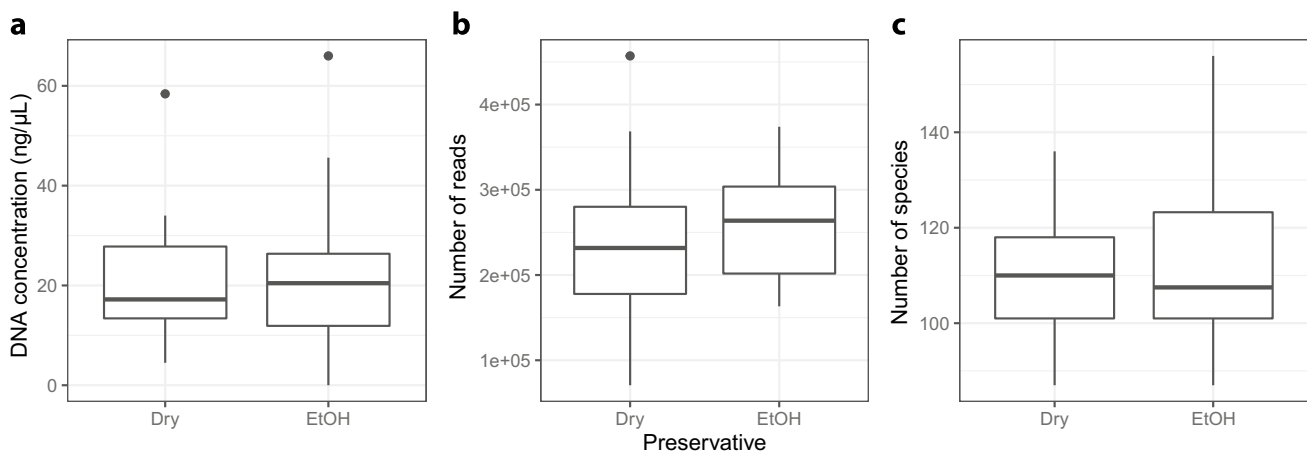 a
DNA concentration (ng/µL)
60
40
20
0
Dry
EtOH
b
Number of reads
4e+05
3e+05
2e+05
1e+05
Dry
EtOH
Preservative
c
Number of species
140
120
100
Dry
EtOH